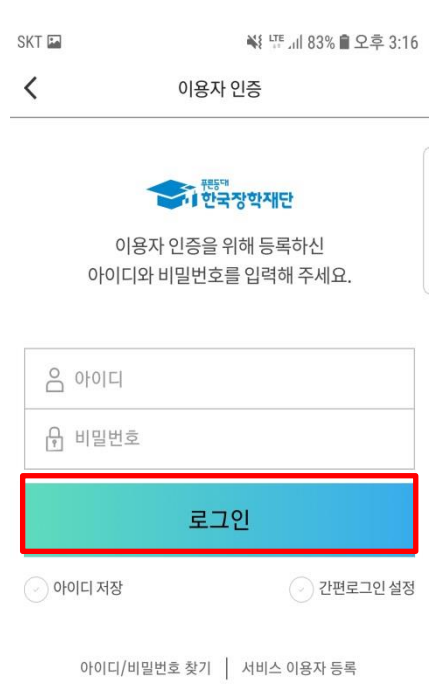 SKT LTE 83% 오후 3:16
이용자 인증
푸른등대
한국장학재단
이용자 인증을 위해 등록하신
아이디와 비밀번호를 입력해 주세요.
아이디
비밀번호
로그인
아이디 저장 간편로그인 설정
아이디/비밀번호 찾기 | 서비스 이용자 등록